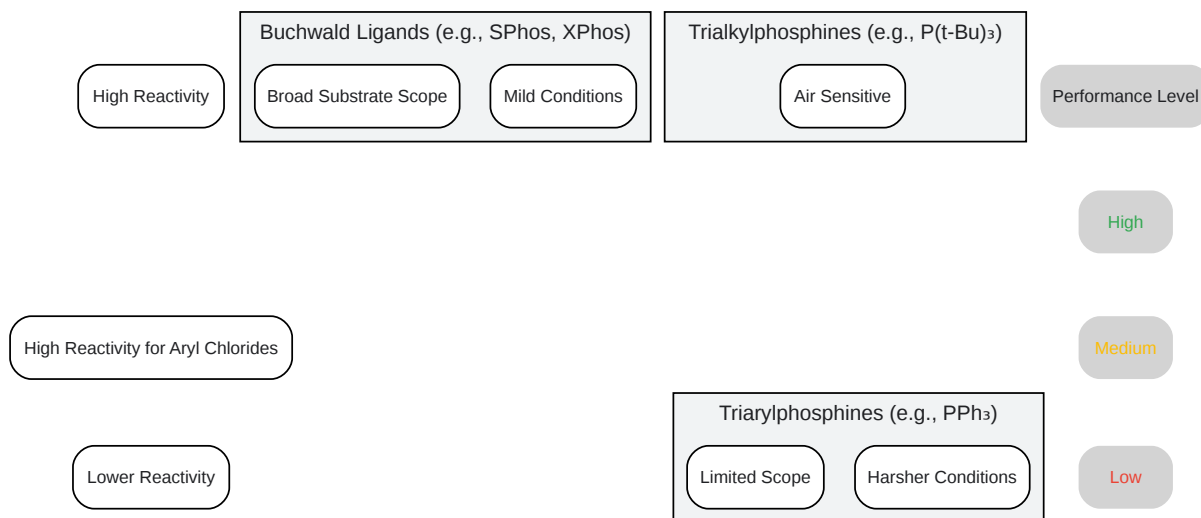 Buchwald Ligands (e.g., SPhos, XPhos)
Trialkylphosphines (e.g., P(t-Bu)₃)
High Reactivity
Broad Substrate Scope
Mild Conditions
Air Sensitive
Performance Level
High
High Reactivity for Aryl Chlorides
Medium
Triarylphosphines (e.g., PPh₃)
Lower Reactivity
Limited Scope
Harsher Conditions
Low